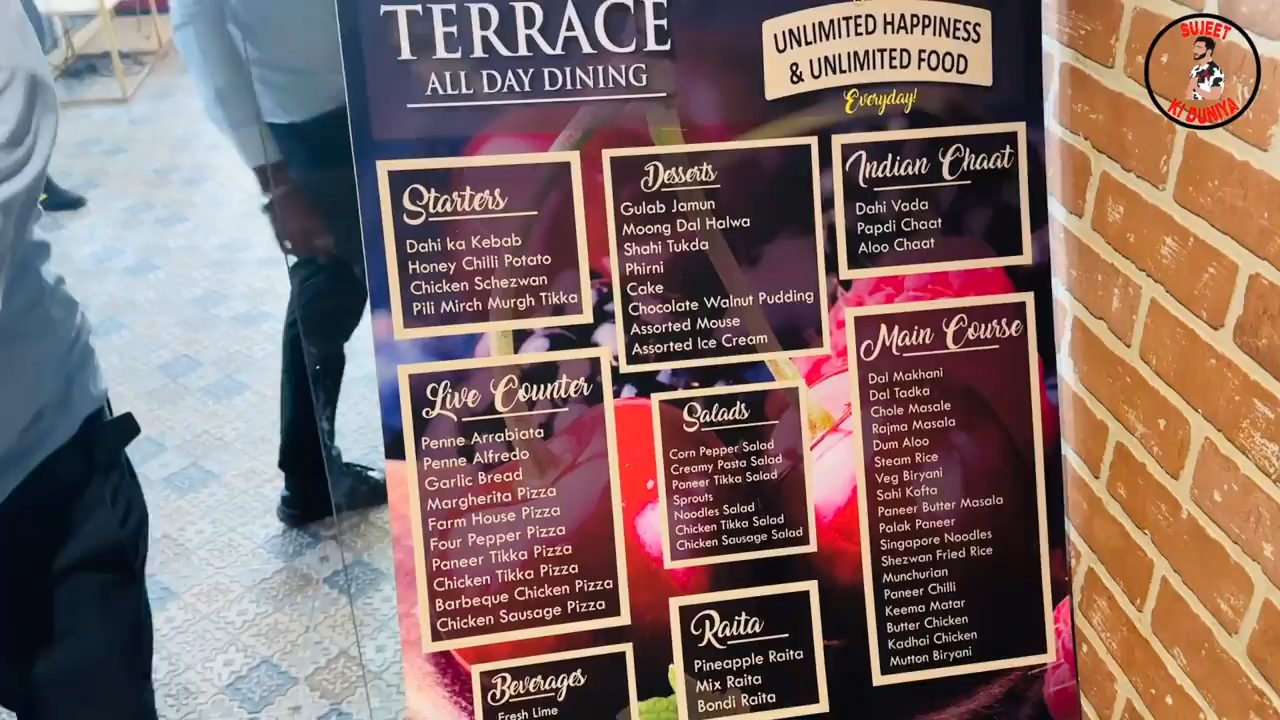 TERRACE
ALL DAY DINING
UNLIMITED HAPPINESS
& UNLIMITED FOOD
Everyday!
SUJEET
KI DUNIYA
Starters
Dahi ka Kebab
Honey Chilli Potato
Chicken Schezwan
Pili Mirch Murgh Tikka
Desserts
Gulab Jamun
Moong Dal Halwa
Shahi Tukda
Phirni
Cake
Chocolate Walnut Pudding
Assorted Mouse
Assorted Ice Cream
Indian Chaat
Dahi Vada
Papdi Chaat
Aloo Chaat
Live Counter
Penne Arrabiata
Penne Alfredo
Garlic Bread
Margherita Pizza
Farm House Pizza
Four Pepper Pizza
Paneer Tikka Pizza
Chicken Tikka Pizza
Barbeque Chicken Pizza
Chicken Sausage Pizza
Salads
Corn Pepper Salad
Creamy Pasta Salad
Paneer Tikka Salad
Sprouts
Noodles Salad
Chicken Tikka Salad
Chicken Sausage Salad
Main Course
Dal Makhani
Dal Tadka
Chole Masale
Rajma Masala
Dum Aloo
Steam Rice
Veg Biryani
Sahi Kofta
Paneer Butter Masala
Palak Paneer
Singapore Noodles
Shezwan Fried Rice
Munchurian
Paneer Chilli
Keema Matar
Butter Chicken
Kadhai Chicken
Mutton Biryani
Raita
Pineapple Raita
Mix Raita
Bondi Raita
Beverages
Fresh Lime